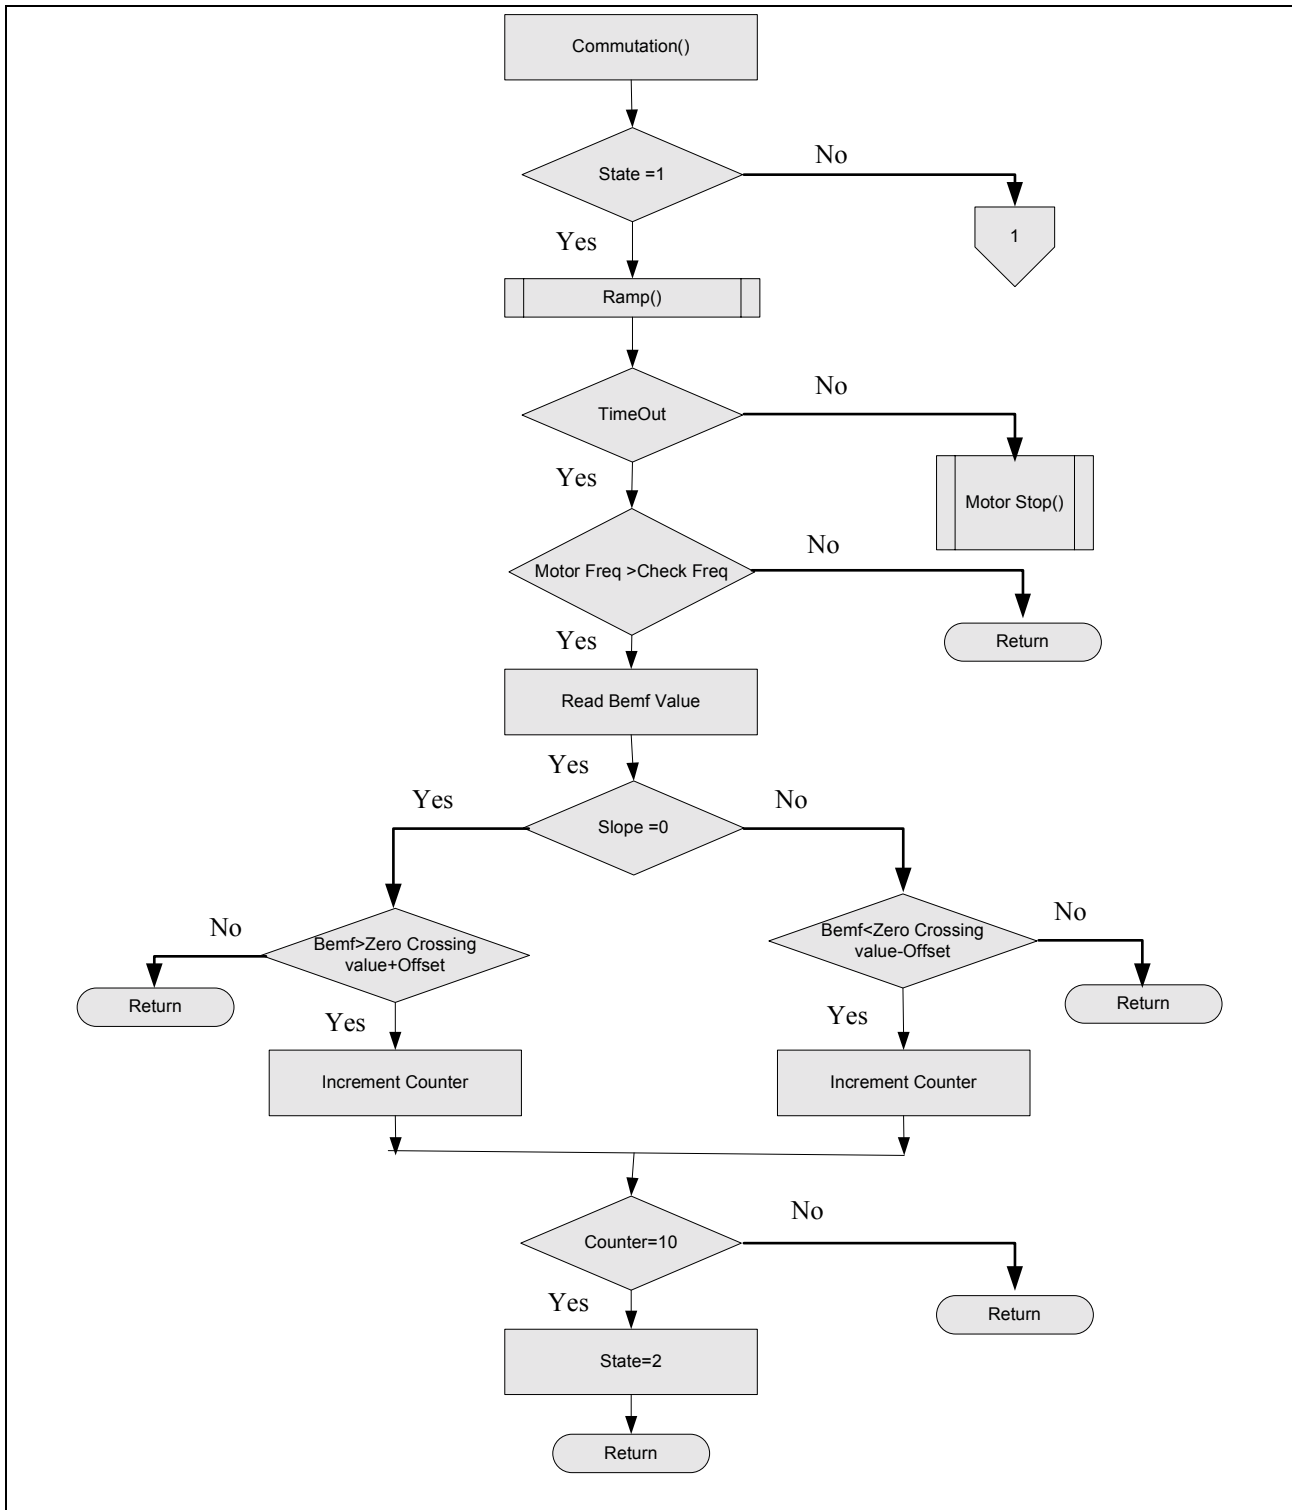 Commutation()
No
State =1
1
Yes
Ramp()
No
TimeOut
Yes
Motor Stop()
No
Motor Freq >Check Freq
Return
Yes
Read Bemf Value
Yes
Yes
No
Slope =0
No
Bemf>Zero Crossing
value+Offset
Bemf<Zero Crossing
value-Offset
No
Return
Return
Yes
Yes
Increment Counter
Increment Counter
No
Counter=10
Yes
Return
State=2
Return